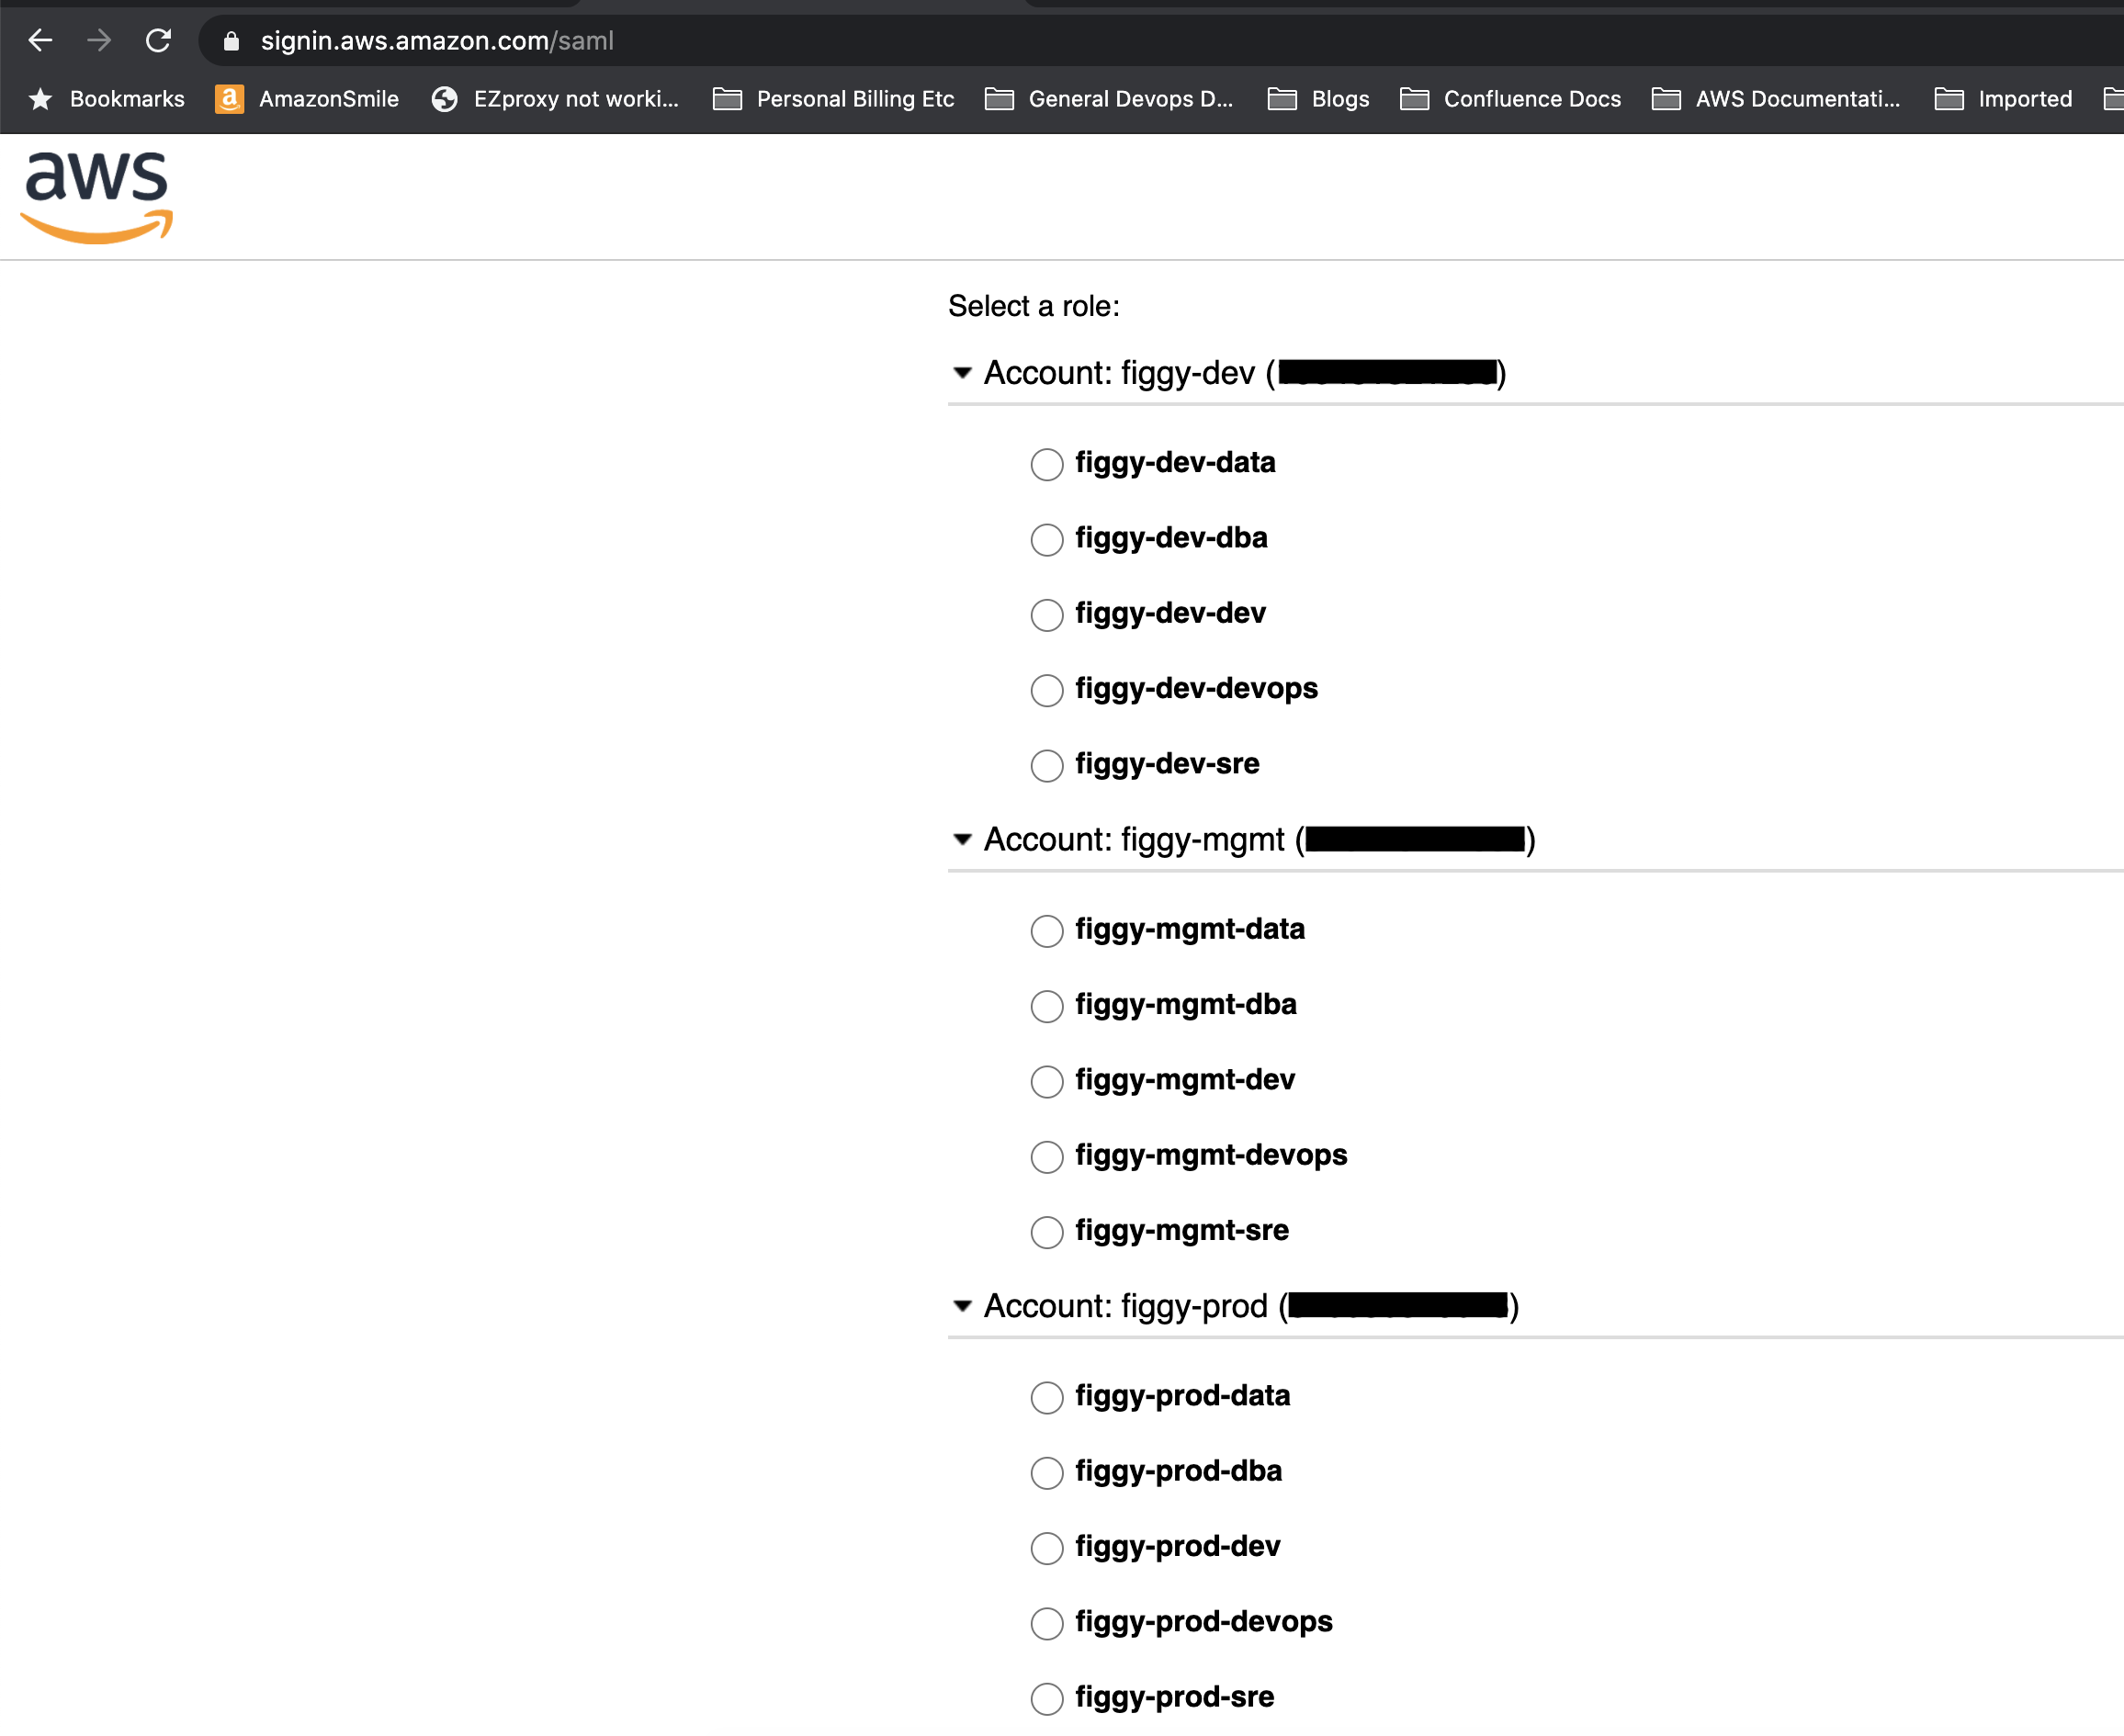 signin.aws.amazon.com/saml
Bookmarks AmazonSmile EZproxy not worki... Personal Billing Etc General Devops D... Blogs Confluence Docs AWS Documentati... Imported
aws
Select a role:
Account: figgy-dev ()
figgy-dev-data
figgy-dev-dba
figgy-dev-dev
figgy-dev-devops
figgy-dev-sre
Account: figgy-mgmt ()
figgy-mgmt-data
figgy-mgmt-dba
figgy-mgmt-dev
figgy-mgmt-devops
figgy-mgmt-sre
Account: figgy-prod ()
figgy-prod-data
figgy-prod-dba
figgy-prod-dev
figgy-prod-devops
figgy-prod-sre